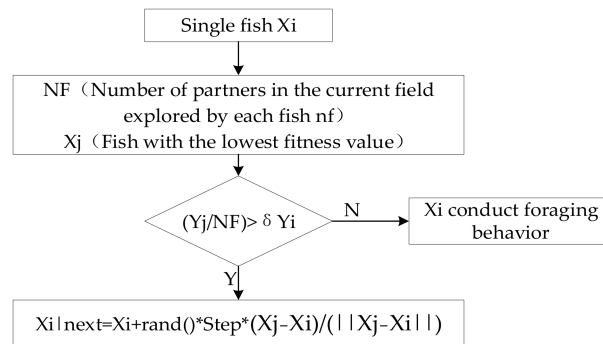 Single fish Xi
NF（Number of partners in the current field
explored by each fish nf）
Xj（Fish with the lowest fitness value）
(Yj/NF)> δ Yi
N
Xi conduct foraging
behavior
Y
Xi|next=Xi+rand()*Step*(Xj-Xi)/(||Xj-Xi||)